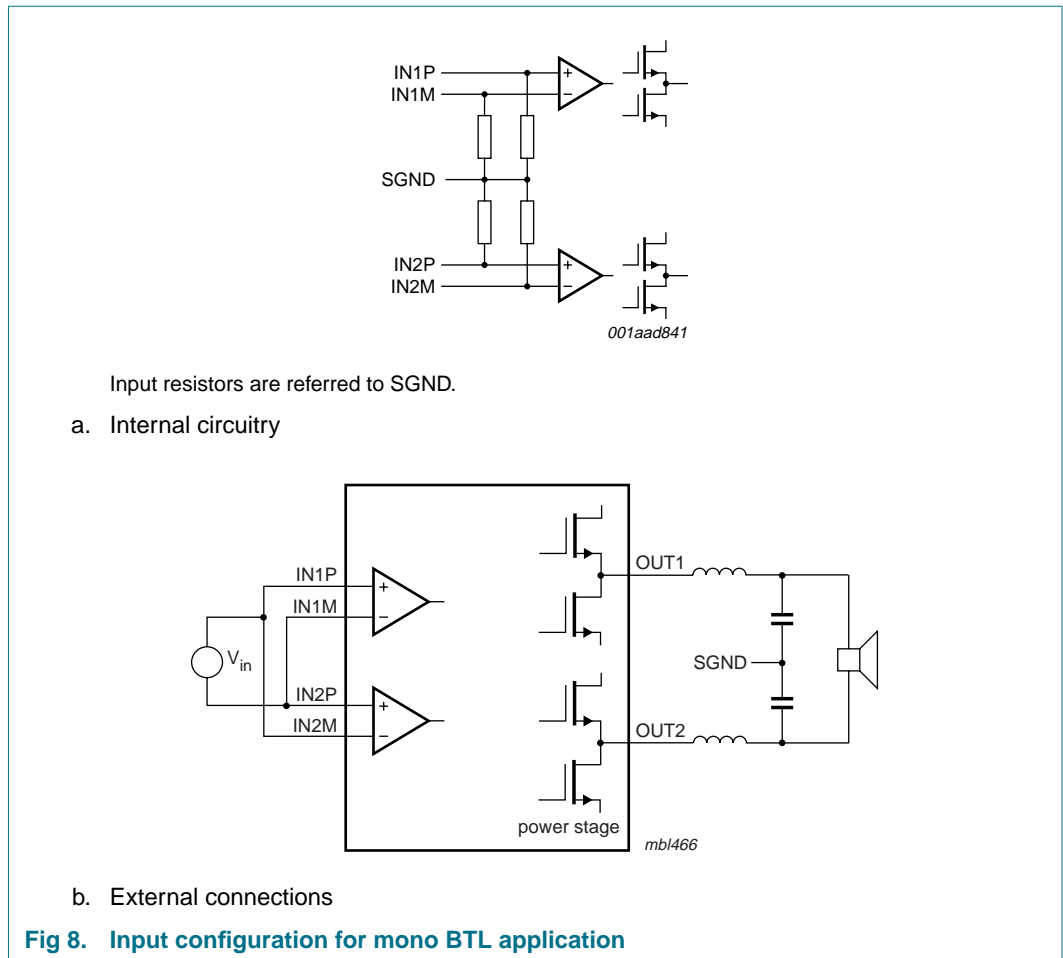 IN1P
IN1M
SGND
IN2P
IN2M
+
−
+
−
001aad841
Input resistors are referred to SGND.
a. Internal circuitry
IN1P
IN1M
Vin
IN2P
IN2M
+
−
+
−
OUT1
SGND
OUT2
power stage
mbl466
b. External connections
Fig 8. Input configuration for mono BTL application